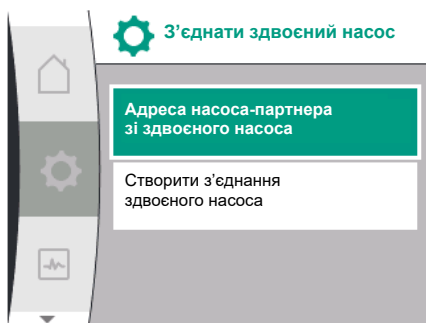 З’єднати здвоєний насос
Адреса насоса-партнера
зі здвоєного насоса
Створити з’єднання
здвоєного насоса